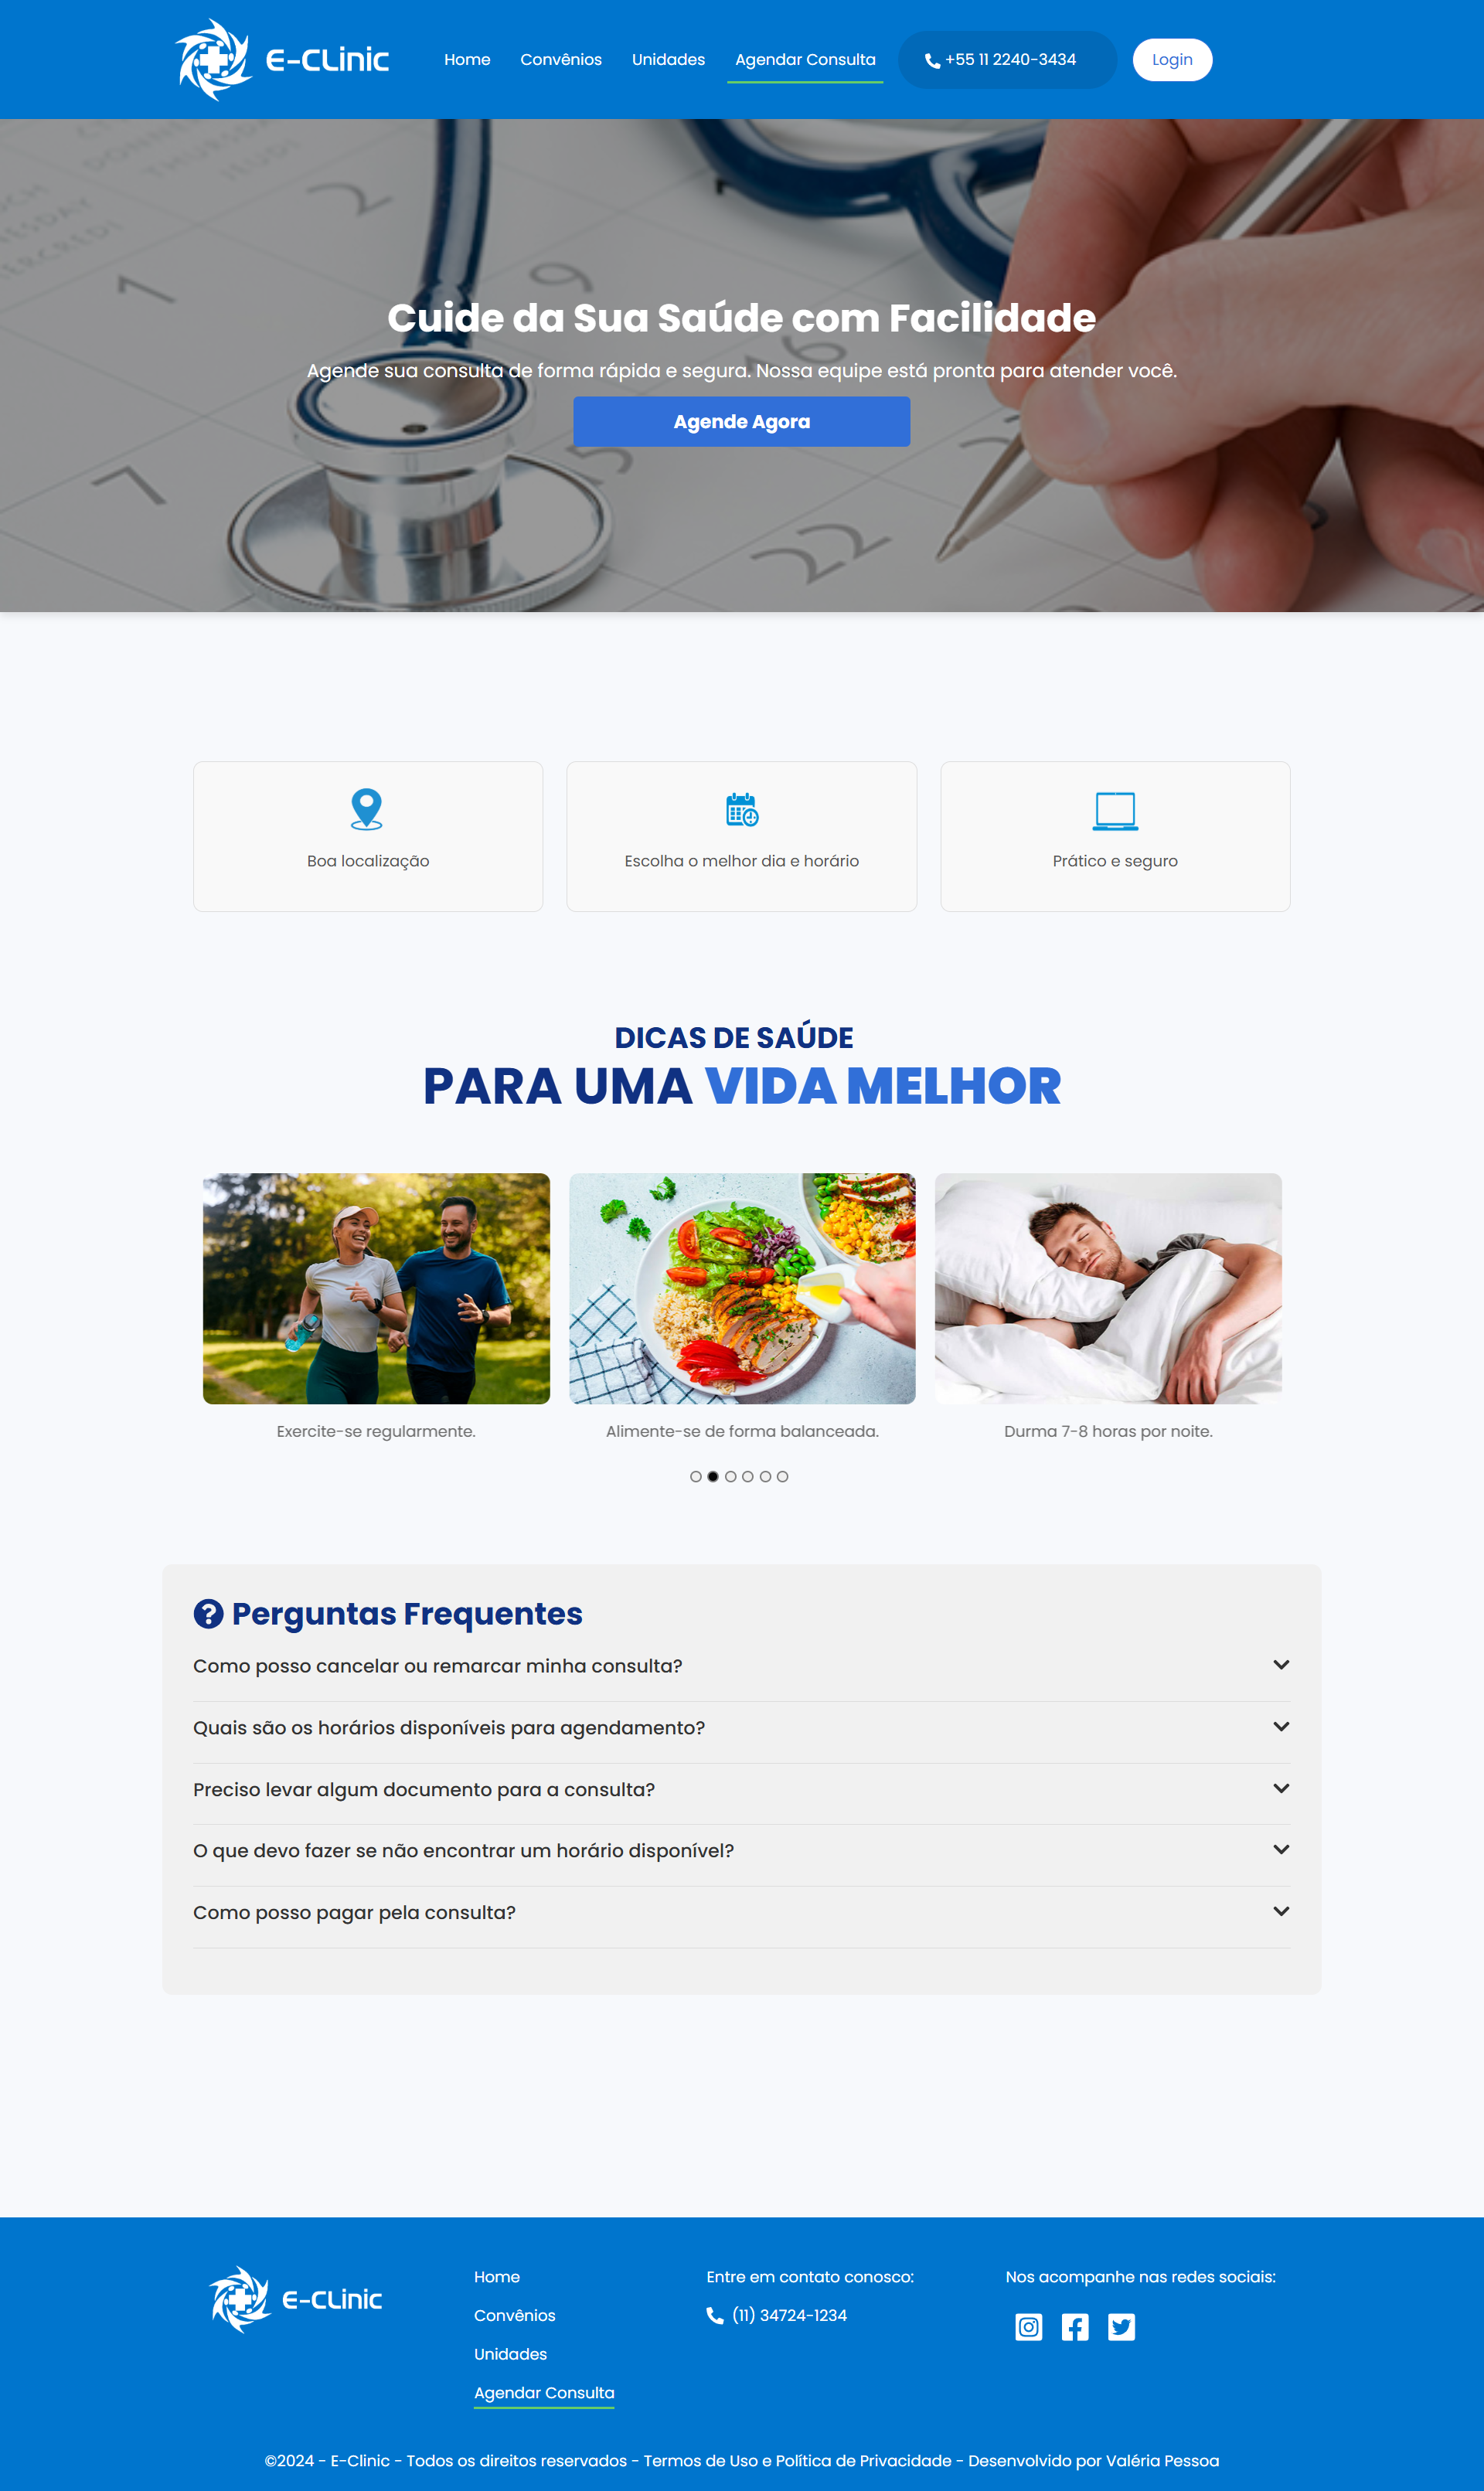 E-CLinic
Home
Convênios
Unidades
Agendar Consulta
+55 11 2240-3434
Login
7
2
9
16
Cuide da Sua Saúde com Facilidade
Agende sua consulta de forma rápida e segura. Nossa equipe está pronta para atender você.
Agende Agora
22
Boa localização
Escolha o melhor dia e horário
Prático e seguro
DICAS DE SAÚDE
PARA UMA VIDA MELHOR
Exercite-se regularmente.
Alimente-se de forma balanceada.
Durma 7-8 horas por noite.
Perguntas Frequentes
Como posso cancelar ou remarcar minha consulta?
Quais são os horários disponíveis para agendamento?
Preciso levar algum documento para a consulta?
O que devo fazer se não encontrar um horário disponível?
Como posso pagar pela consulta?
E-CLinic
Home
Convênios
Unidades
Agendar Consulta
Entre em contato conosco:
(11) 34724-1234
Nos acompanhe nas redes sociais:
©2024 - E-Clinic - Todos os direitos reservados - Termos de Uso e Política de Privacidade - Desenvolvido por Valéria Pessoa